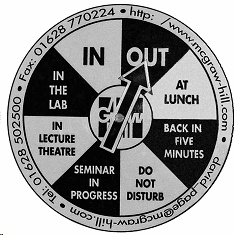 • Fax: 01628 770224 • http: /www.mcgraw-hill.com • david_page@mcgraw-hill.com • Tel: 01628 502500
IN
OUT
AT
LUNCH
BACK IN
FIVE
MINUTES
DO
NOT
DISTURB
SEMINAR
IN
PROGRESS
IN
LECTURE
THEATRE
IN
THE
LAB